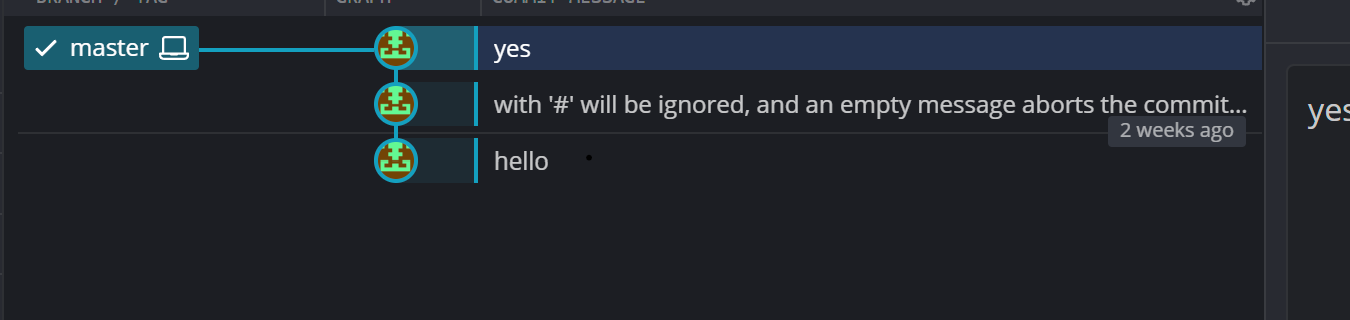 BRANCH / TAG GRAPH COMMIT MESSAGE
master yes
with '#' will be ignored, and an empty message aborts the commit...
2 weeks ago
hello